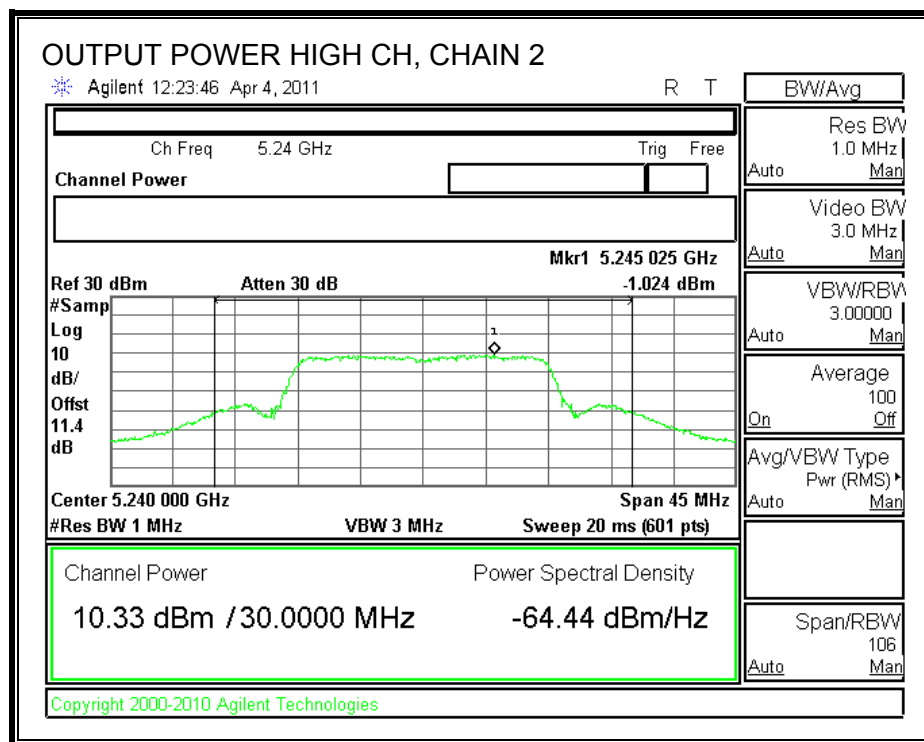 OUTPUT POWER HIGH CH, CHAIN 2
Agilent 12:23:46 Apr 4, 2011 R T
Ch Freq 5.24 GHz Trig Free
Channel Power
Mkr1 5.245 025 GHz
Ref 30 dBm Atten 30 dB -1.024 dBm
#Samp
Log
10
dB/
Offst
11.4
dB
1
Center 5.240 000 GHz Span 45 MHz
#Res BW 1 MHz VBW 3 MHz Sweep 20 ms (601 pts)
Channel Power Power Spectral Density
10.33 dBm / 30.0000 MHz -64.44 dBm/Hz
Copyright 2000-2010 Agilent Technologies
BW/Avg
Res BW
1.0 MHz
Auto Man
Video BW
3.0 MHz
Auto Man
VBW/RBW
3.00000
Auto Man
Average
100
On Off
Avg/VBW Type
Pwr (RMS)
Auto Man
Span/RBW
106
Auto Man